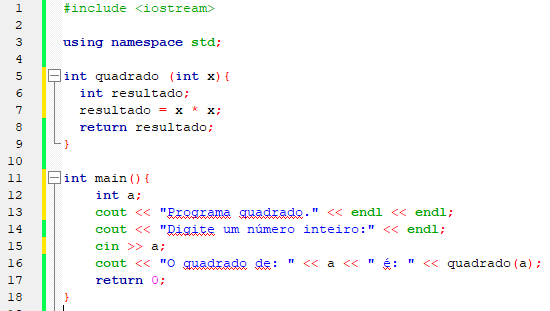 1 #include <iostream>
2
3 using namespace std;
4
5 int quadrado (int x){
6 int resultado;
7 resultado = x * x;
8 return resultado;
9 }
10
11 int main(){
12 int a;
13 cout << "Programa quadrado." << endl << endl;
14 cout << "Digite um número inteiro:" << endl;
15 cin >> a;
16 cout << "O quadrado de: " << a << " é: " << quadrado(a);
17 return 0;
18 }